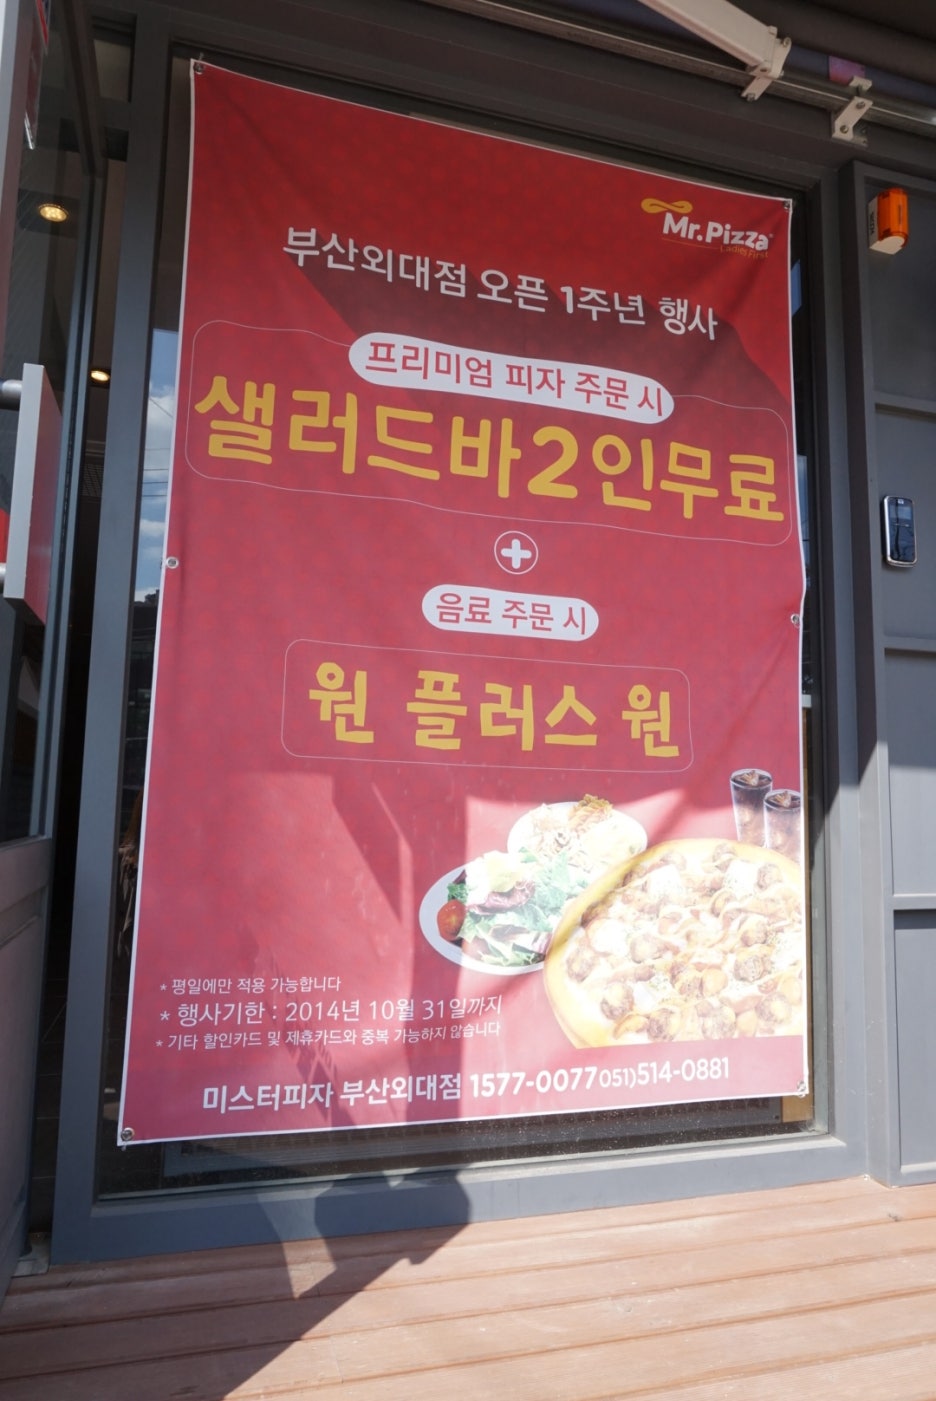 Mr.Pizza
Ladies First
부산외대점 오픈 1주년 행사
프리미엄 피자 주문 시
샐러드바2인무료
+
음료 주문 시
원 플러스 원
* 평일에만 적용 가능합니다
* 행사기한 : 2014년 10월 31일까지
* 기타 할인카드 및 제휴카드와 중복 가능하지 않습니다
미스터피자 부산외대점 1577-0077 051)514-0881